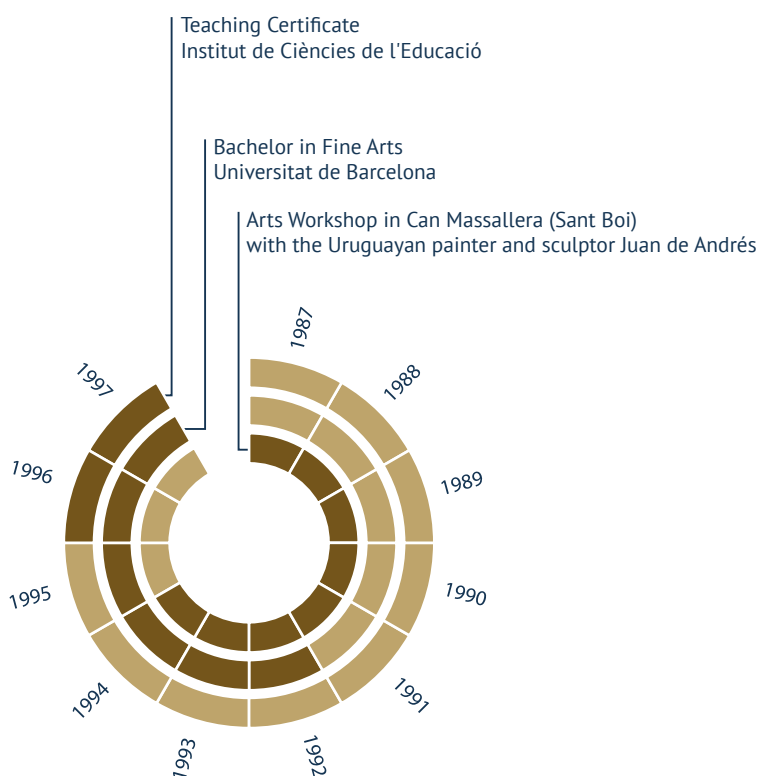 Teaching Certificate
Institut de Ciències de l'Educació
Bachelor in Fine Arts
Universitat de Barcelona
Arts Workshop in Can Massallera (Sant Boi)
with the Uruguayan painter and sculptor Juan de Andrés
1987
1988
1989
1990
1991
1992
1993
1994
1995
1996
1997